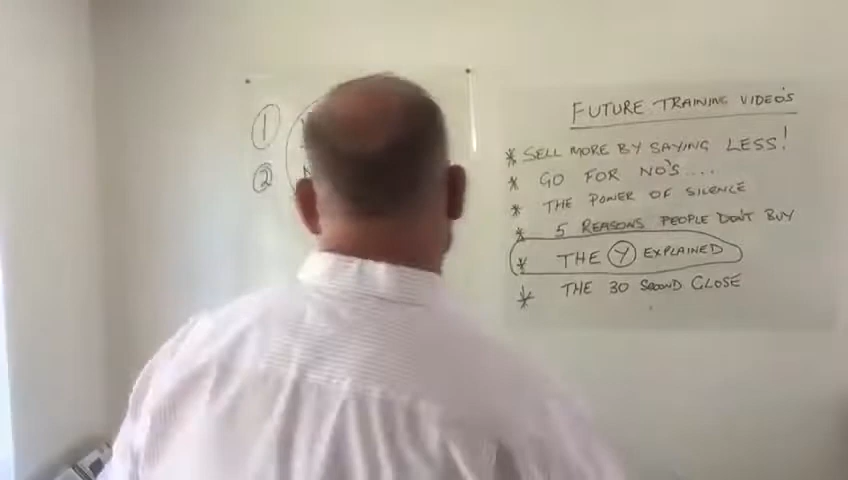 1
2
FUTURE TRAINING VIDEO'S
* SELL MORE BY SAYING LESS!
* GO FOR NO'S....
* THE POWER OF SILENCE
* 5 REASONS PEOPLE DON'T BUY
* THE Y EXPLAINED
* THE 30 SECOND CLOSE